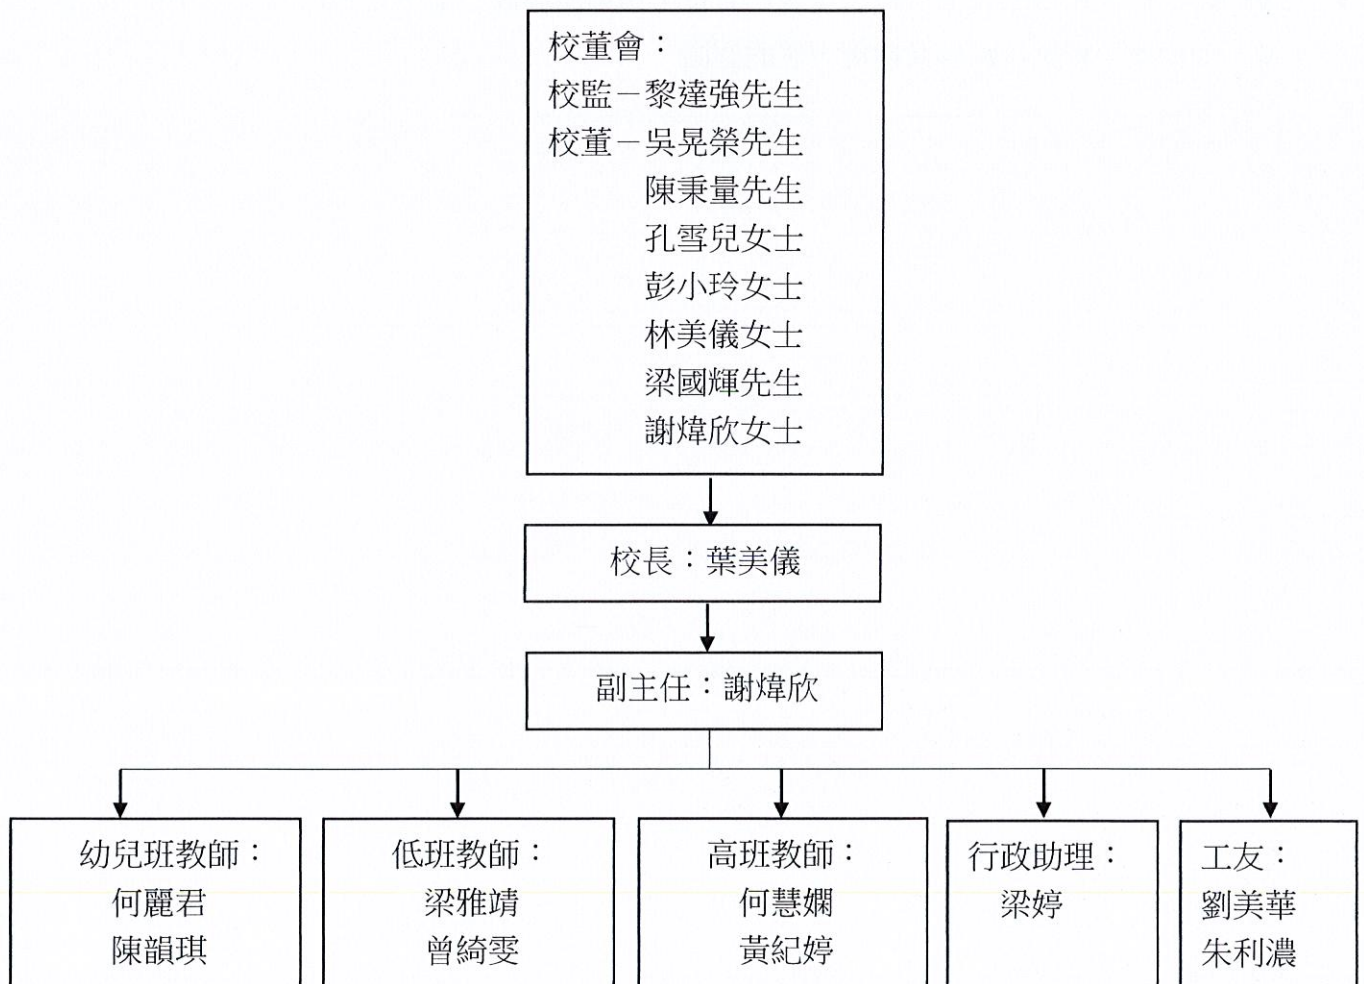 校董會：
校監－黎達強先生
校董－吳晃榮先生
陳秉量先生
孔雪兒女士
彭小玲女士
林美儀女士
梁國輝先生
謝煒欣女士
校長：葉美儀
副主任：謝煒欣
幼兒班教師：
何麗君
陳韻琪
低班教師：
梁雅靖
曾綺雯
高班教師：
何慧嫻
黃紀婷
行政助理：
梁婷
工友：
劉美華
朱利濃